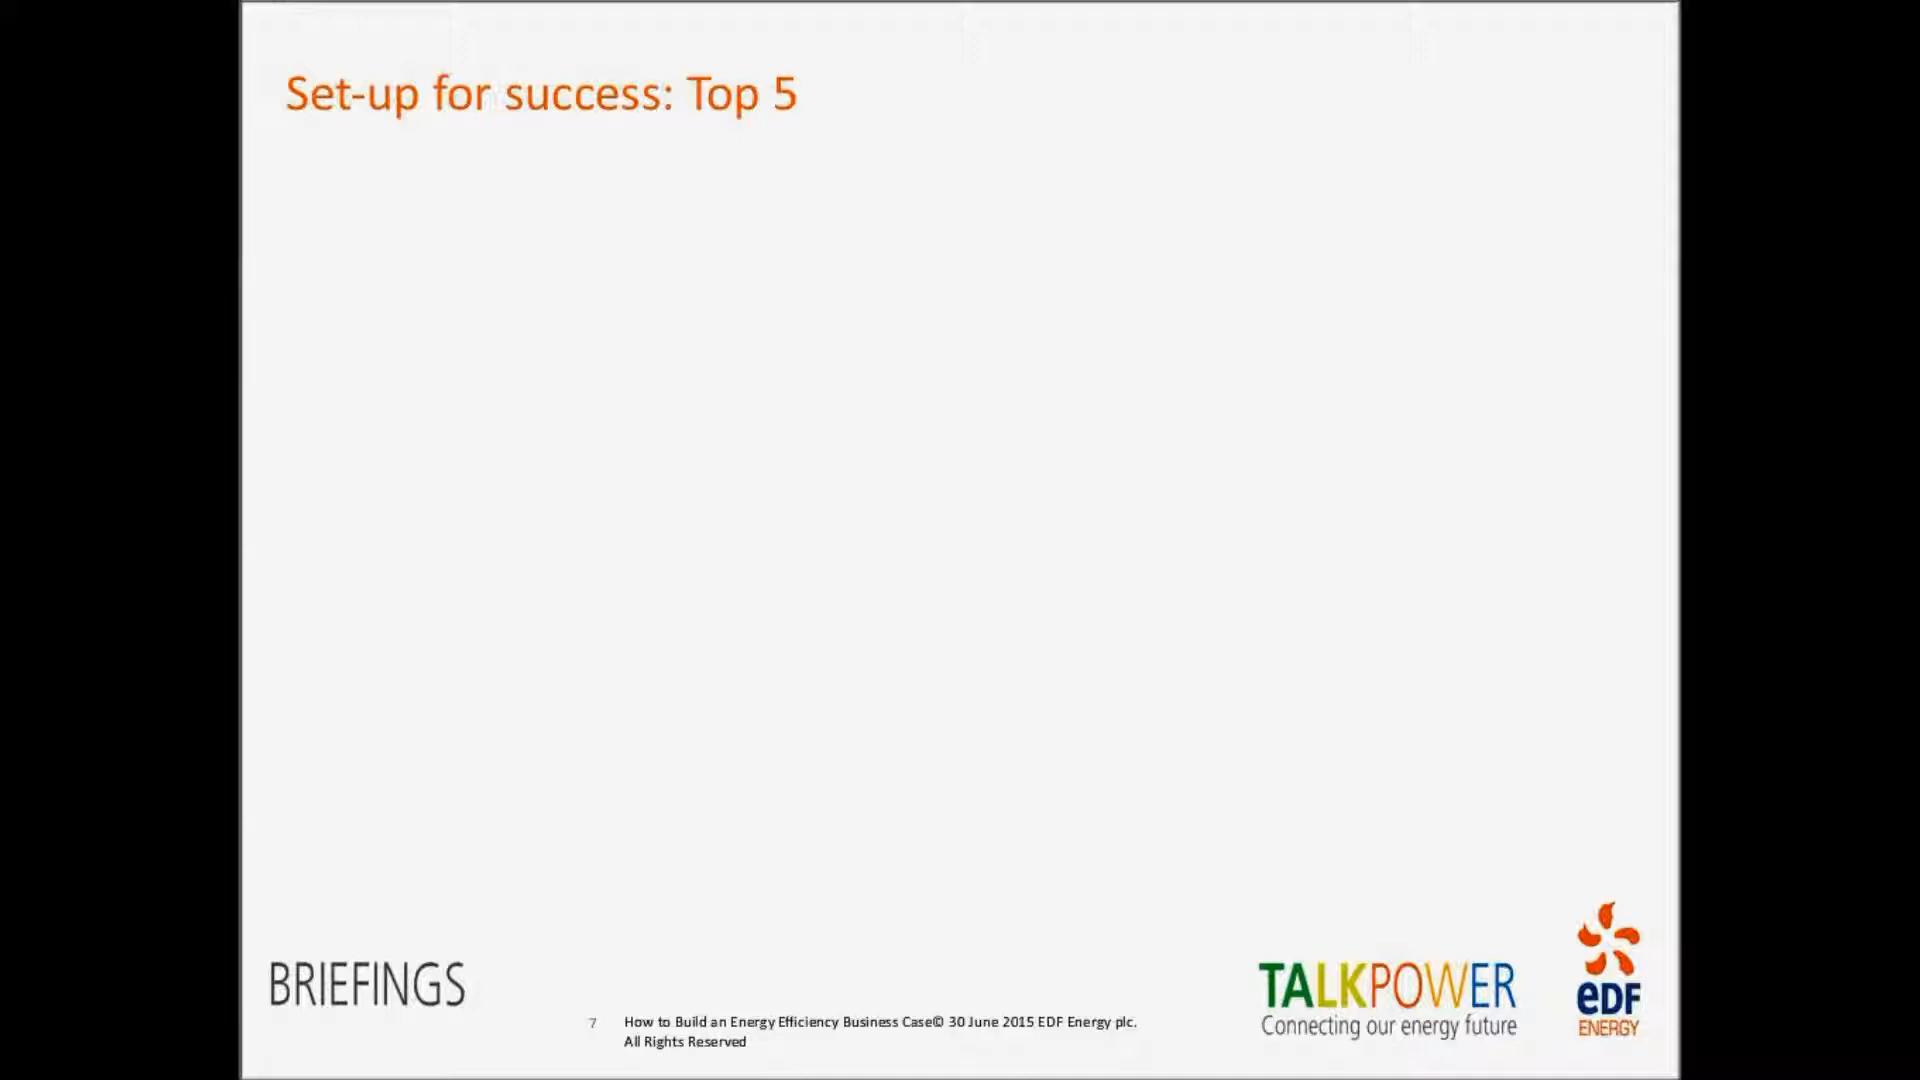 Set-up for success: Top 5
BRIEFINGS
7 How to Build an Energy Efficiency Business Case© 30 June 2015 EDF Energy plc.
All Rights Reserved
TALKPOWER
Connecting our energy future
eDF
ENERGY